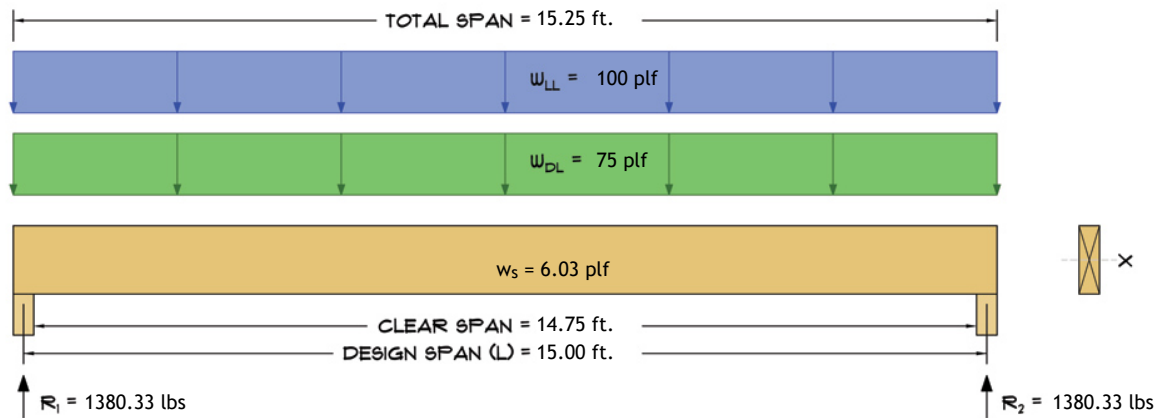 TOTAL SPAN = 15.25 ft.
WLL = 100 plf
WDL = 75 plf
ws = 6.03 plf
X
CLEAR SPAN = 14.75 ft.
DESIGN SPAN (L) = 15.00 ft.
R1 = 1380.33 lbs
R2 = 1380.33 lbs